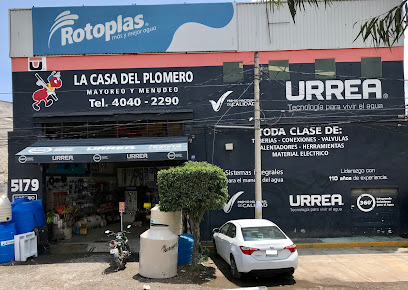 Rotoplas
más y mejor agua
LA CASA DEL PLOMERO
MAYOREO Y MENUDEO
Tel. 4040 - 2290
URREA
Tecnología para vivir el agua
TODA CLASE DE:
TUBERIAS - CONEXIONES - VALVULAS
CALENTADORES - HERRAMIENTAS
MATERIAL ELECTRICO
URREA
URREA
URREA
Sistemas Integrales
para el manejo del agua
Liderazgo con
110 años de experiencia.
5179
URREA
Tecnología para vivir el agua
360°